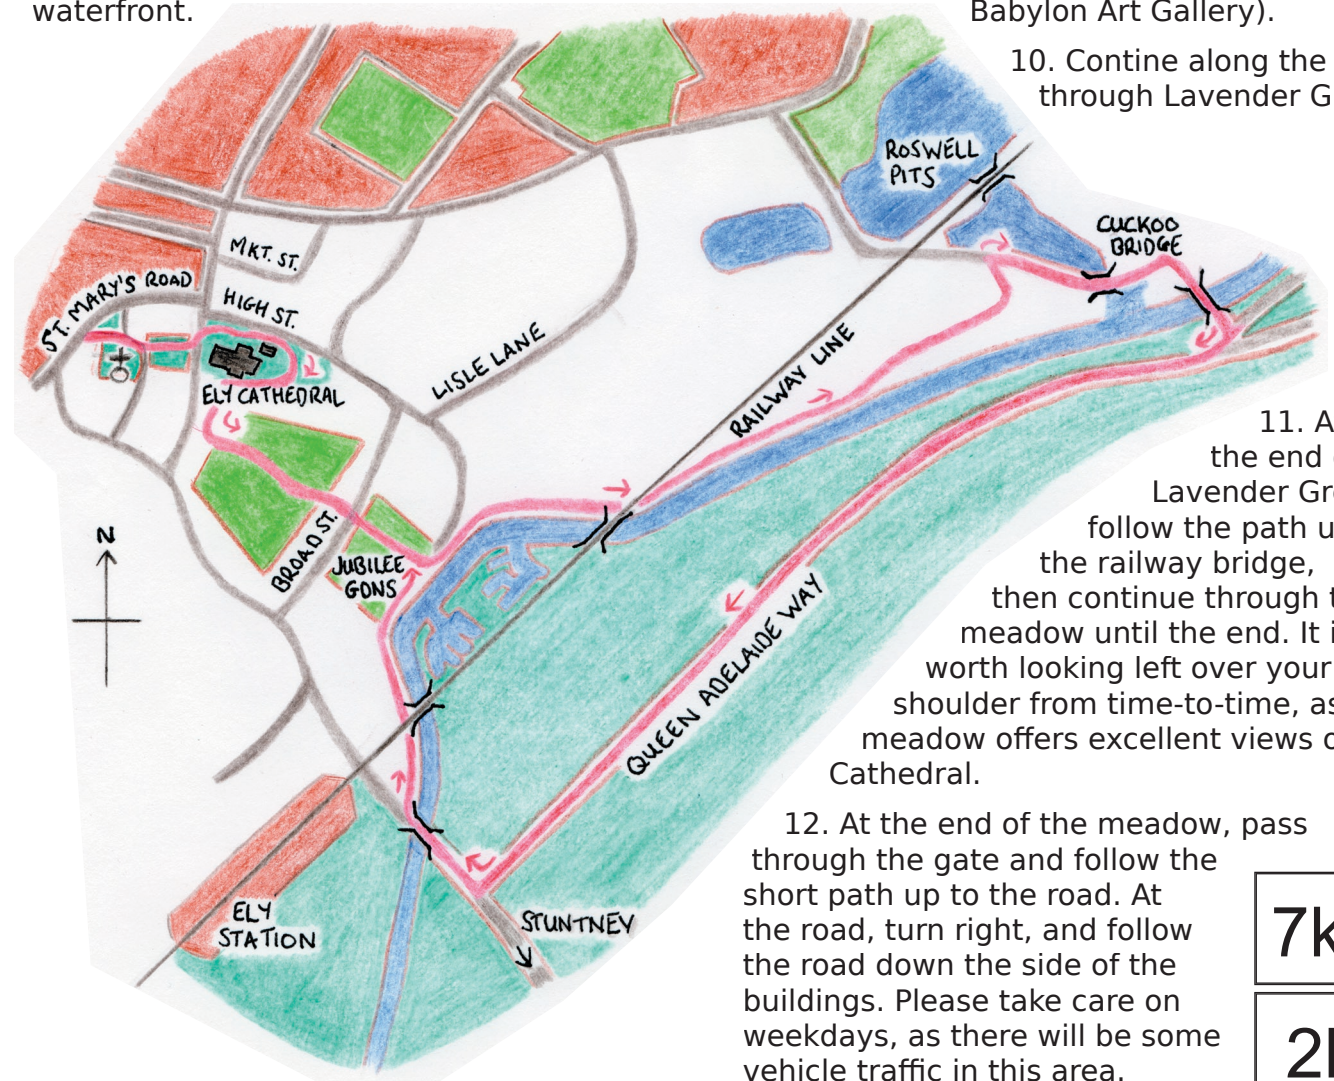 waterfront.
Babylon Art Gallery).
10. Contine along the
through Lavender G
ROSWELL
PITS
CUCKOO
BRIDGE
MKT. ST.
ST. MARY'S ROAD
HIGH ST.
ELY CATHEDRAL
LISLE LANE
RAILWAY LINE
11. A
the end
Lavender Gr
follow the path u
the railway bridge,
then continue through t
meadow until the end. It i
worth looking left over your
shoulder from time-to-time, as
meadow offers excellent views o
Cathedral.
N
BROAD ST.
JUBILEE
GDNS
QUEEN ADELAIDE WAY
12. At the end of the meadow, pass
through the gate and follow the
short path up to the road. At
the road, turn right, and follow
the road down the side of the
buildings. Please take care on
weekdays, as there will be some
vehicle traffic in this area.
ELY
STATION
STUNTNEY
7k
2